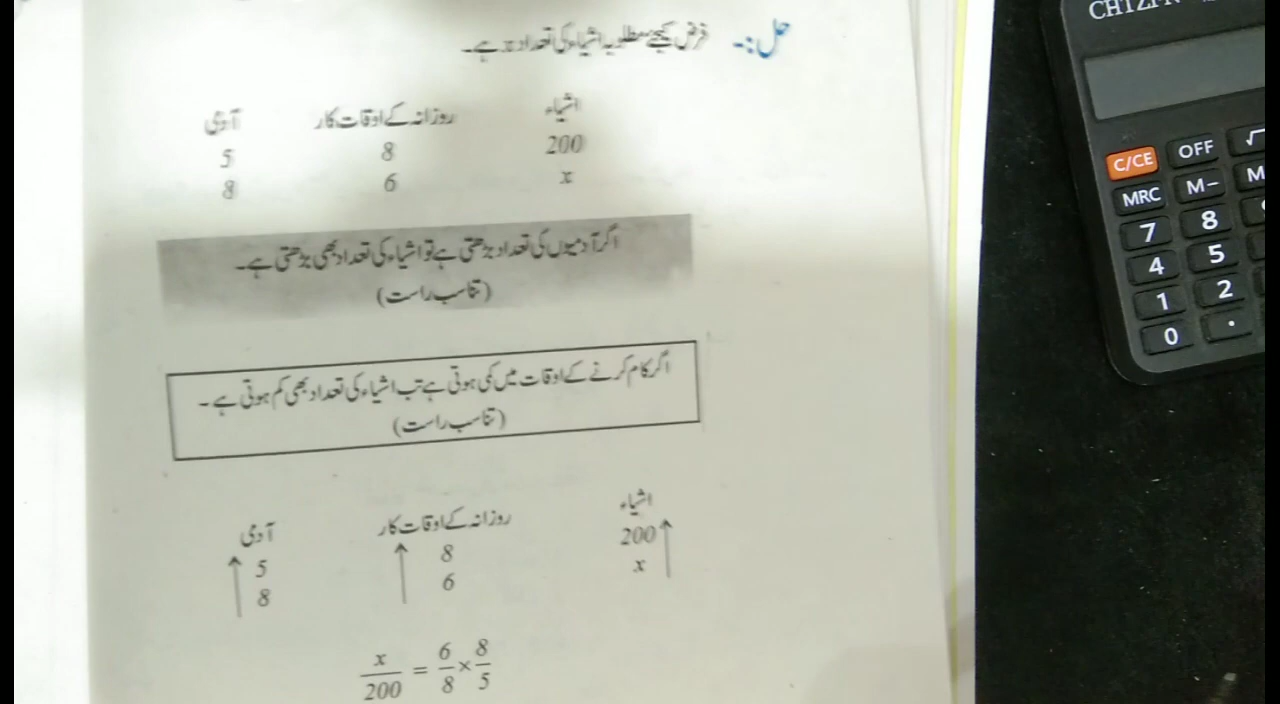 حل:۔ فرض کیجئے مطلوبہ اشیاء کی تعداد x ہے۔
اشیاء روزانہ کے اوقات کار آدمی
200 8 5
x 6 8
اگر آدمیوں کی تعداد بڑھتی ہے تو اشیاء کی تعداد بھی بڑھتی ہے۔
(تناسب راست)
اگر کام کرنے کے اوقات میں کمی ہوتی ہے تب اشیاء کی تعداد بھی کم ہوتی ہے ۔
(تناسب راست)
اشیاء روزانہ کے اوقات کار آدمی
200 8 5
x 6 8
x/200 = 6/8 × 8/5
C/CE OFF √
MRC M−
7 8
4 5
1 2
0 .